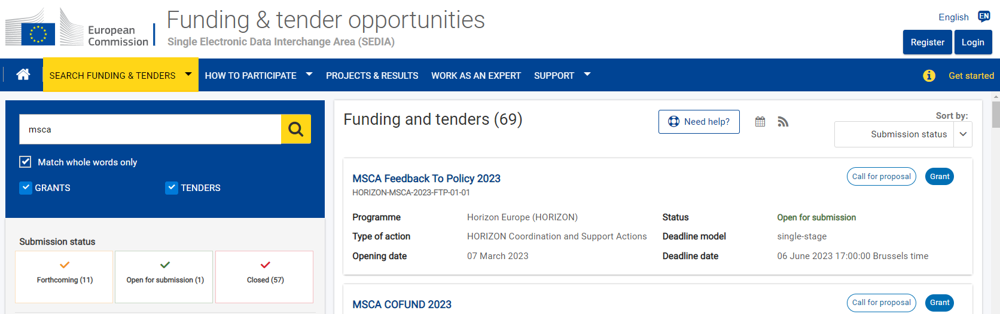 European
Commission
Funding & tender opportunities
Single Electronic Data Interchange Area (SEDIA)
English EN
Register Login
SEARCH FUNDING & TENDERS HOW TO PARTICIPATE PROJECTS & RESULTS WORK AS AN EXPERT SUPPORT Get started
msca
Match whole words only
GRANTS TENDERS
Submission status
Forthcoming (11) Open for submission (1) Closed (57)
Funding and tenders (69)
Need help?
Sort by:
Submission status
MSCA Feedback To Policy 2023 Call for proposal Grant
HORIZON-MSCA-2023-FTP-01-01
Programme Horizon Europe (HORIZON) Status Open for submission
Type of action HORIZON Coordination and Support Actions Deadline model single-stage
Opening date 07 March 2023 Deadline date 06 June 2023 17:00:00 Brussels time
MSCA COFUND 2023 Call for proposal Grant